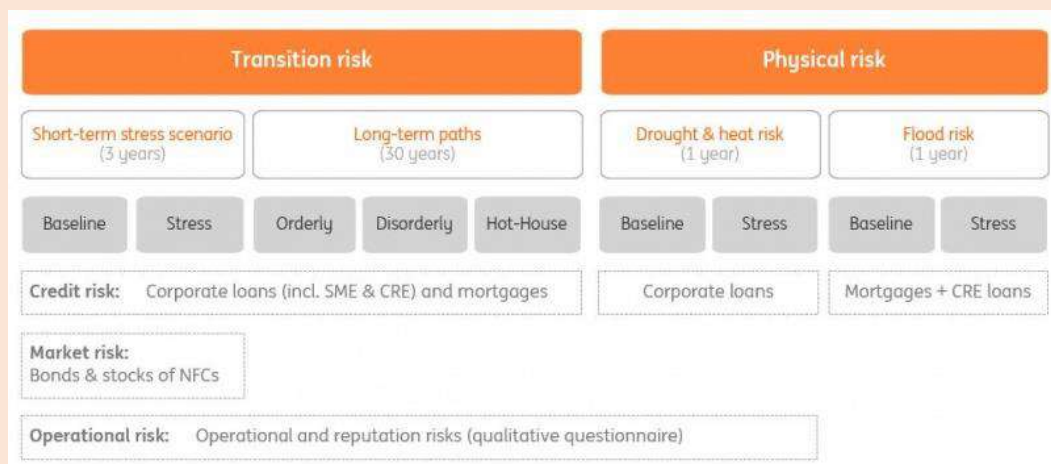 Transition risk
Physical risk
Short-term stress scenario
(3 years)
Long-term paths
(30 years)
Drought & heat risk
(1 year)
Flood risk
(1 year)
Baseline
Stress
Orderly
Disorderly
Hot-House
Baseline
Stress
Baseline
Stress
Credit risk: Corporate loans (incl. SME & CRE) and mortgages
Corporate loans
Mortgages + CRE loans
Market risk:
Bonds & stocks of NFCs
Operational risk: Operational and reputation risks (qualitative questionnaire)